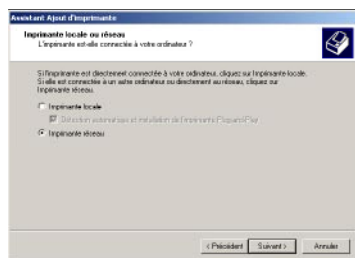 Assistant Ajout d'imprimante
Imprimante locale ou réseau
L'imprimante est-elle connectée à votre ordinateur ?
Si l'imprimante est directement connectée à votre ordinateur, cliquez sur Imprimante locale.
Si elle est connectée à un autre ordinateur ou directement au réseau, cliquez sur
Imprimante réseau.
Imprimante locale
Détection automatique et installation de l'imprimante Plug-and-Play
Imprimante réseau
< Précédent
Suivant >
Annuler